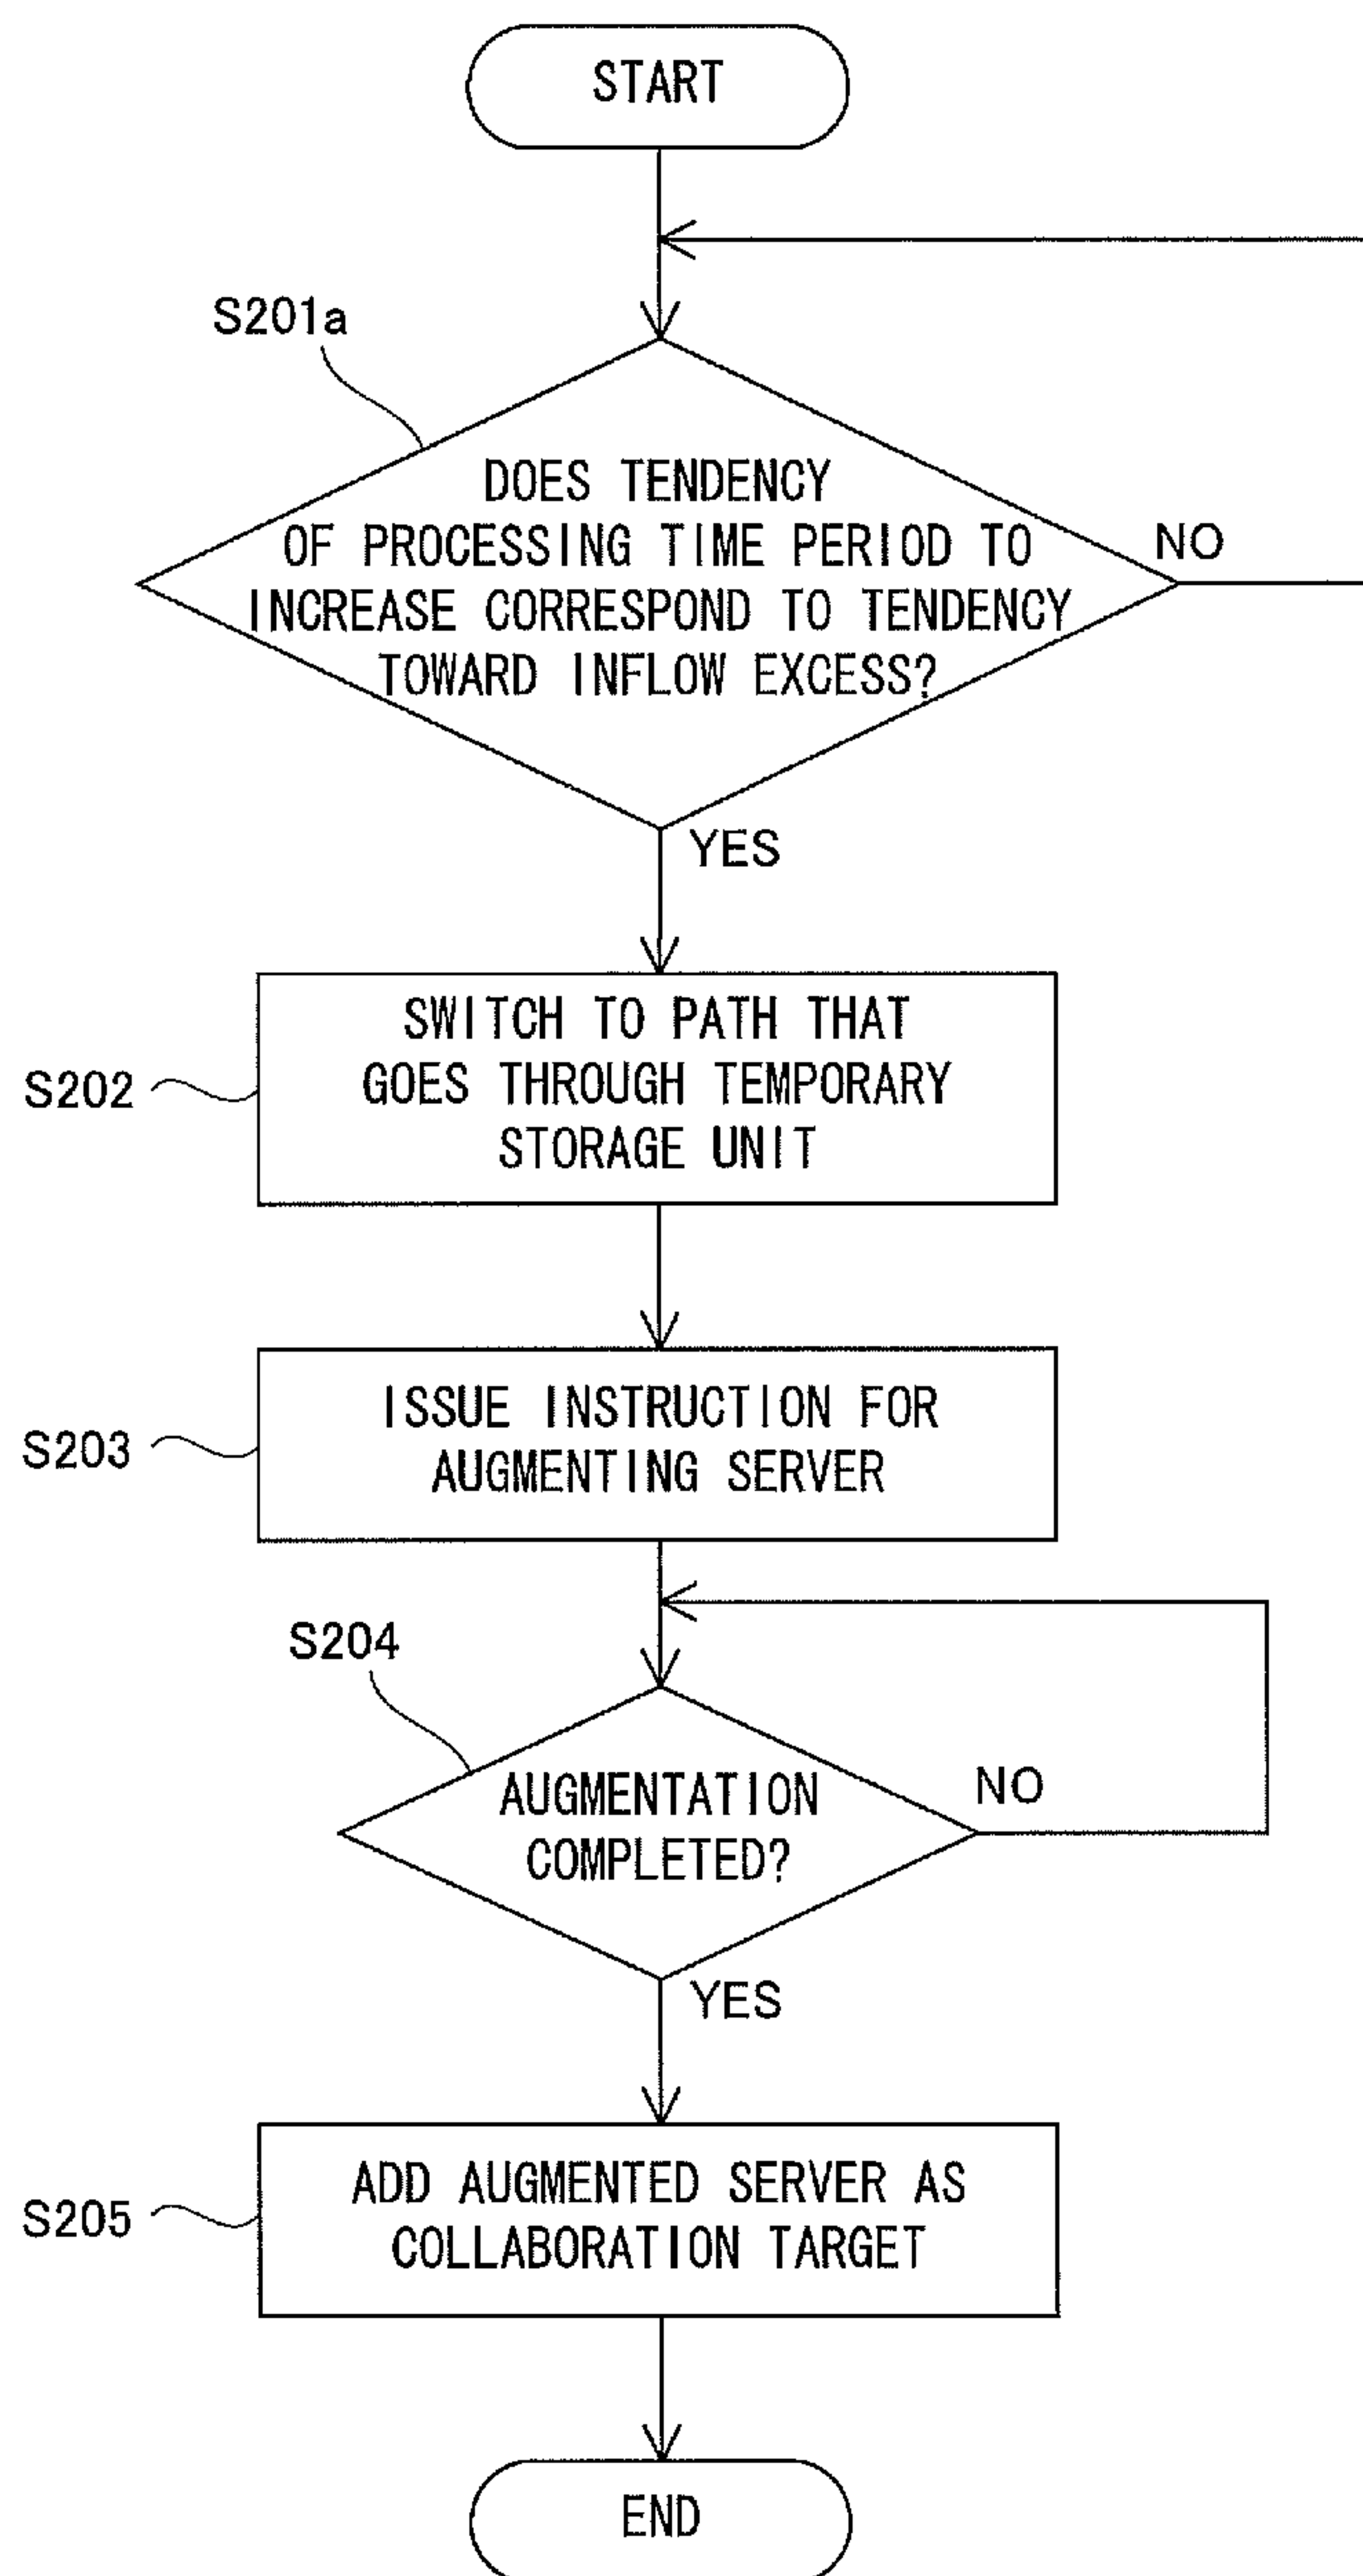 START
S201a
DOES TENDENCY
OF PROCESSING TIME PERIOD TO
INCREASE CORRESPOND TO TENDENCY
TOWARD INFLOW EXCESS?
NO
YES
S202
SWITCH TO PATH THAT
GOES THROUGH TEMPORARY
STORAGE UNIT
S203
ISSUE INSTRUCTION FOR
AUGMENTING SERVER
S204
AUGMENTATION
COMPLETED?
NO
YES
S205
ADD AUGMENTED SERVER AS
COLLABORATION TARGET
END